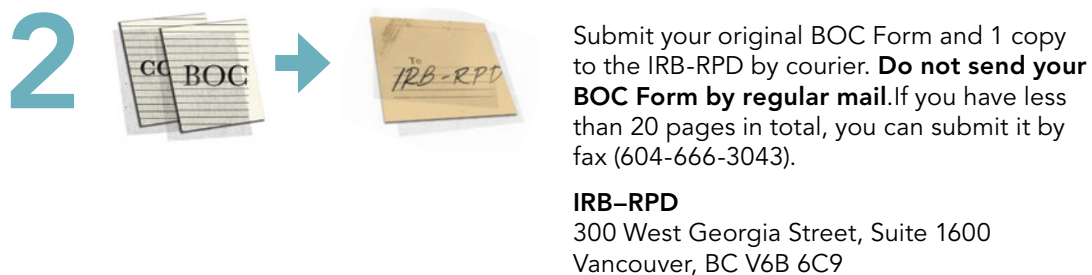 2
CO
BOC
To
IRB-RPD
Submit your original BOC Form and 1 copy
to the IRB-RPD by courier. Do not send your
BOC Form by regular mail.If you have less
than 20 pages in total, you can submit it by
fax (604-666-3043).
IRB–RPD
300 West Georgia Street, Suite 1600
Vancouver, BC V6B 6C9